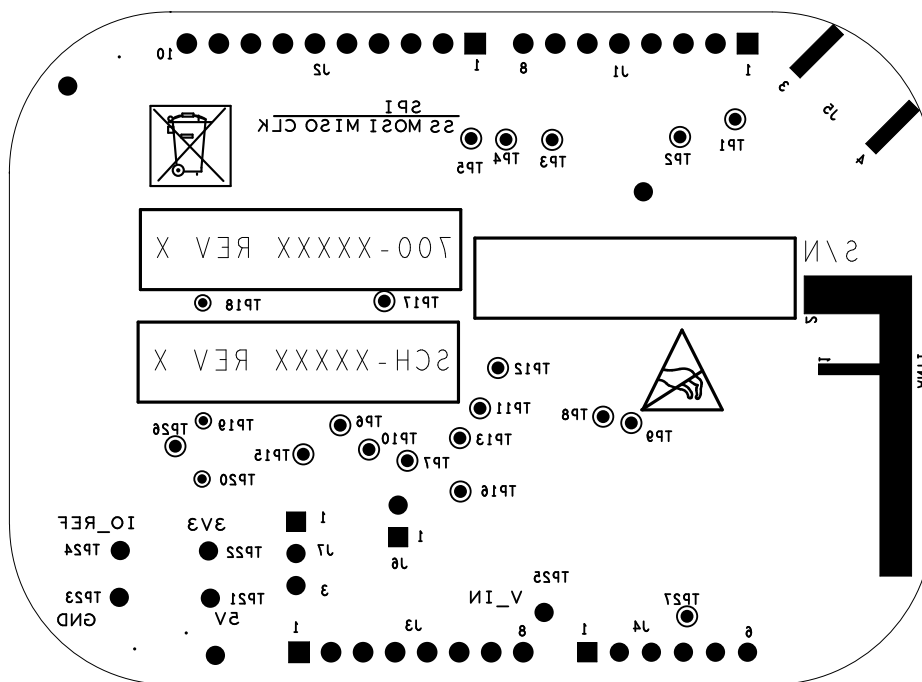 10
J2
1
8
J1
1
3
J5
4
SPI
SS MOSI MISO CLK
TP5
TP4
TP3
TP2
TP1
700-XXXXX REV X
S/N
TP18
TP17
2
1
SCH-XXXXX REV X
TP12
TP11
TP8
TP9
TP19
TP26
TP6
TP10
TP13
TP15
TP7
TP20
TP16
IO_REF
3V3
1
TP24
TP22
J7
1
J6
3
TP23
TP21
GND
5V
TP25
V_IN
TP27
1
J3
8
1
J4
6